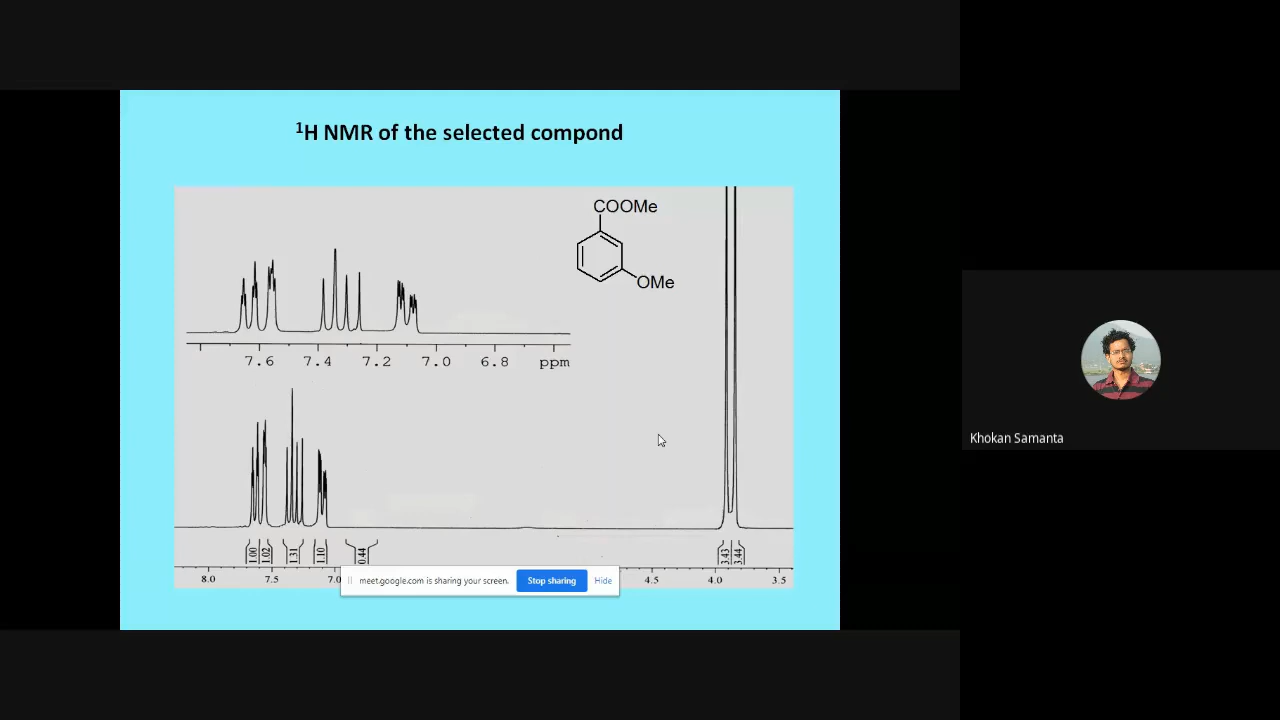 ¹H NMR of the selected compond
COOMe
OMe
7.6 7.4 7.2 7.0 6.8 ppm
1.00 1.02 1.31 1.10 0.44 3.43 3.44
8.0 7.5 7.0 4.5 4.0 3.5
meet.google.com is sharing your screen. Stop sharing Hide
Khokan Samanta